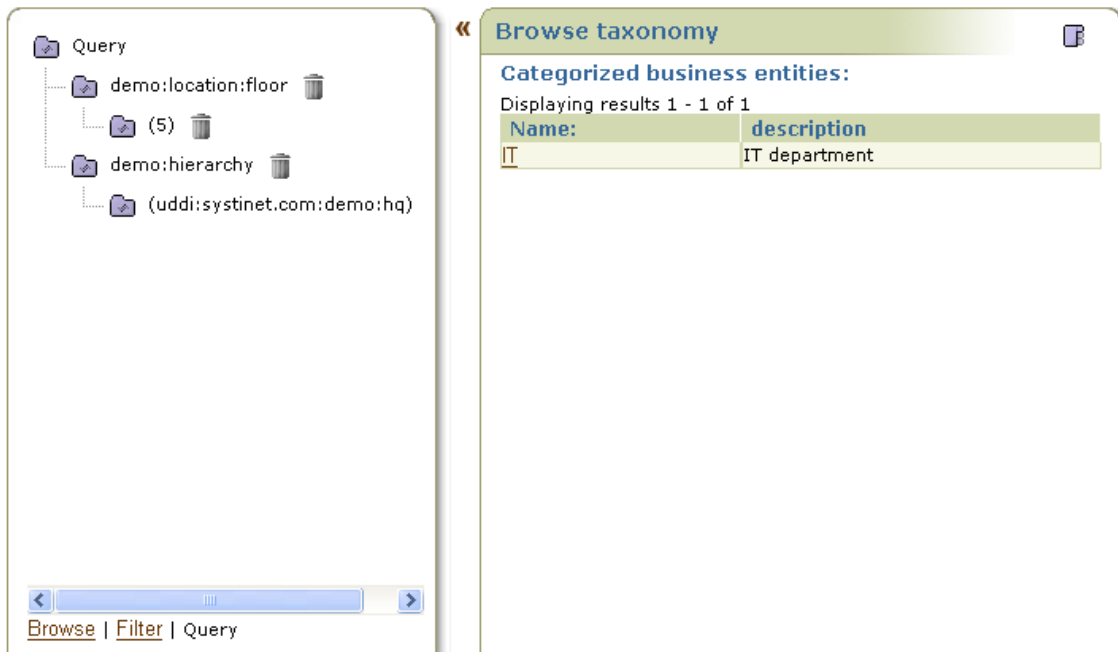 Query
demo:location:floor
(5)
demo:hierarchy
(uddi:systinet.com:demo:hq)
Browse | Filter | Query
«
Browse taxonomy
Categorized business entities:
Displaying results 1 - 1 of 1
Name: description
IT IT department